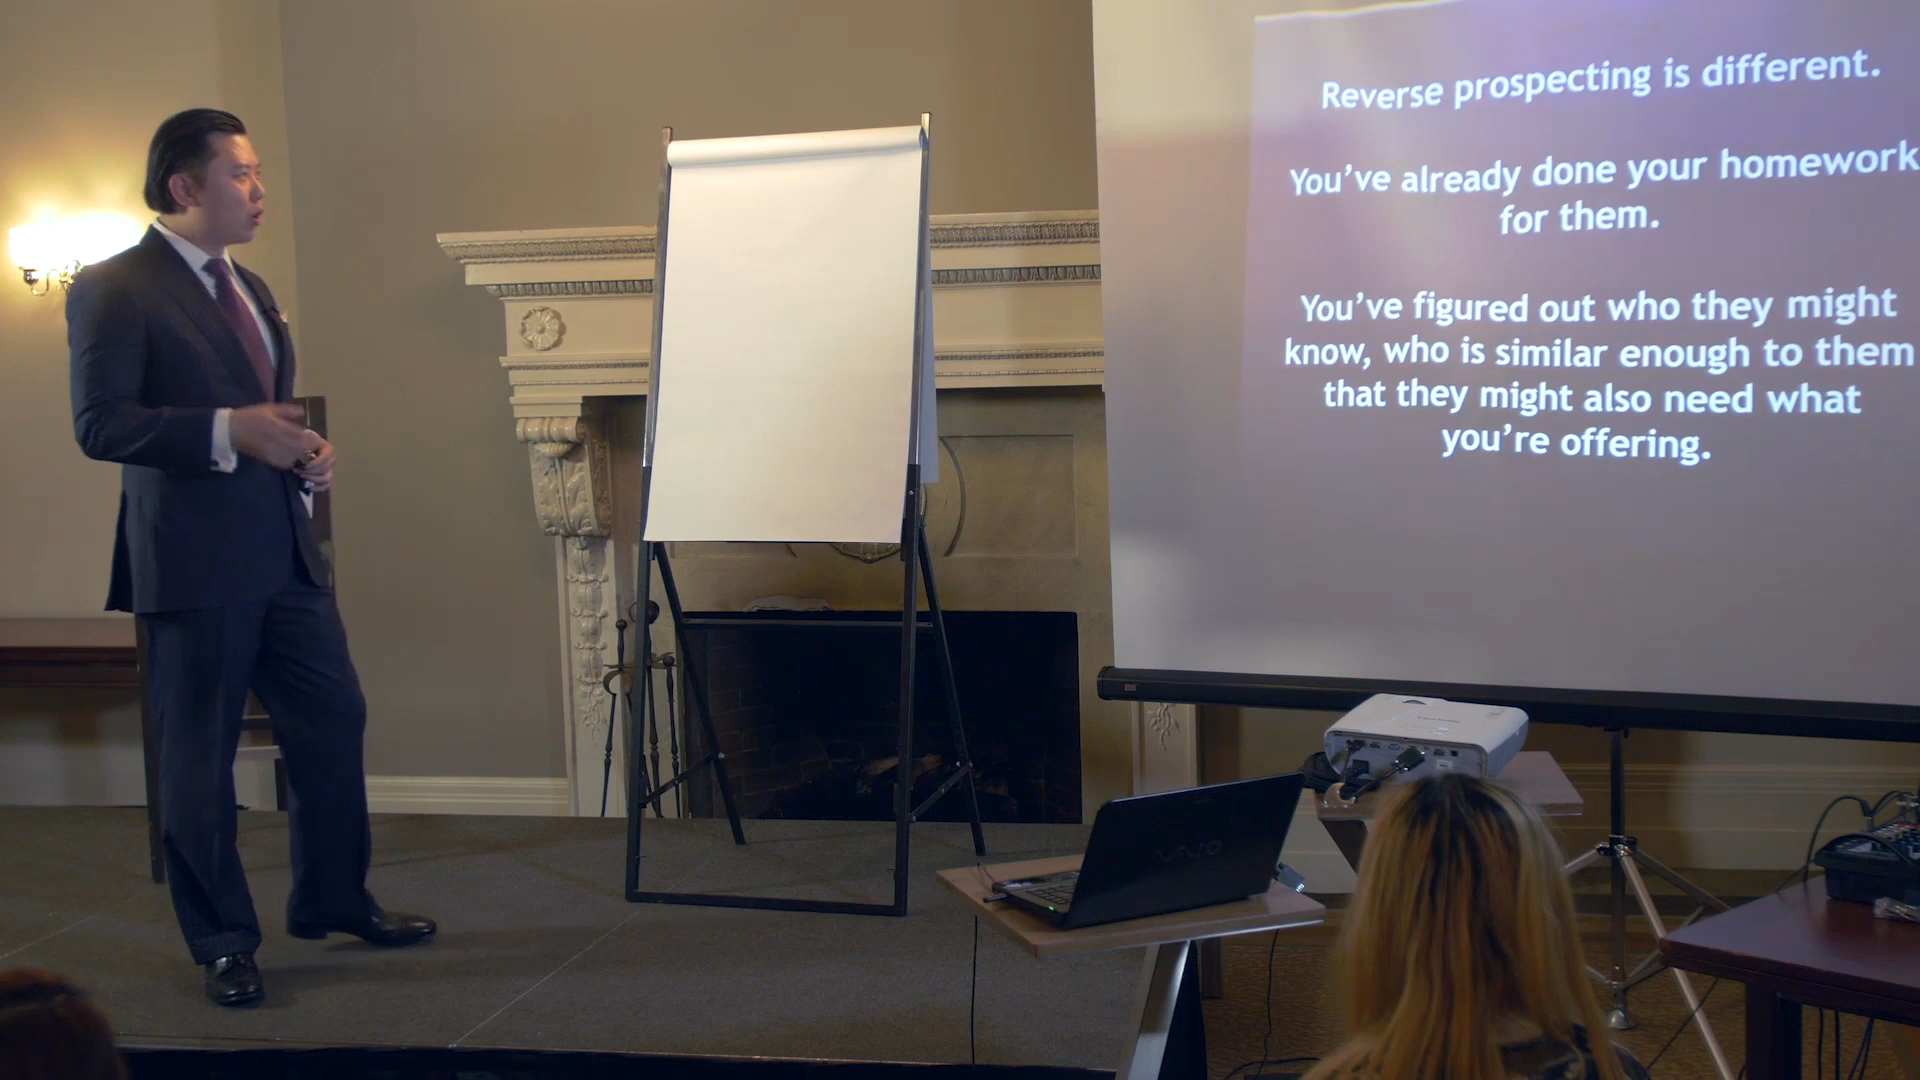 Reverse prospecting is different.
You've already done your homework
for them.
You've figured out who they might
know, who is similar enough to them
that they might also need what
you're offering.
VAIO